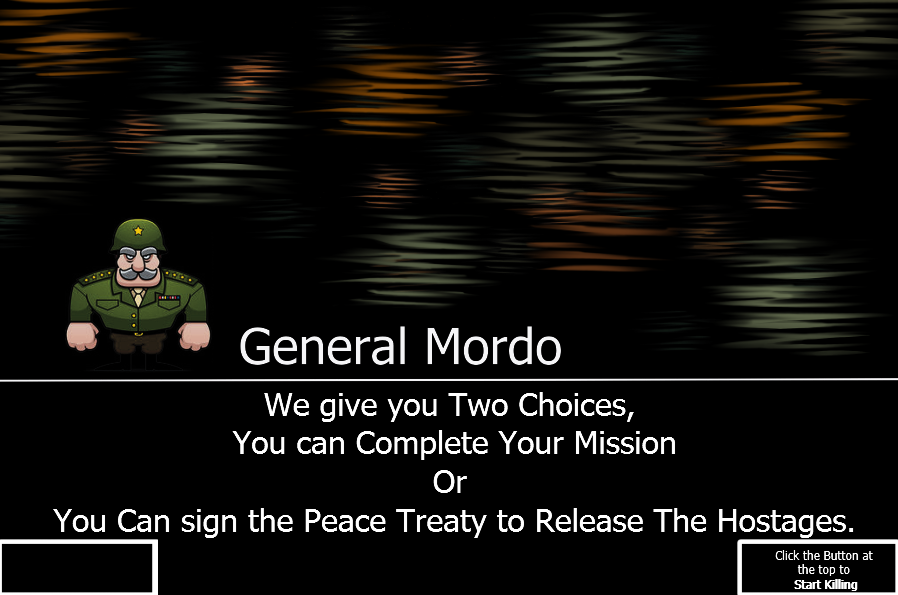 General Mordo
We give you Two Choices,
You can Complete Your Mission
Or
You Can sign the Peace Treaty to Release The Hostages.
Click the Button at
the top to
Start Killing